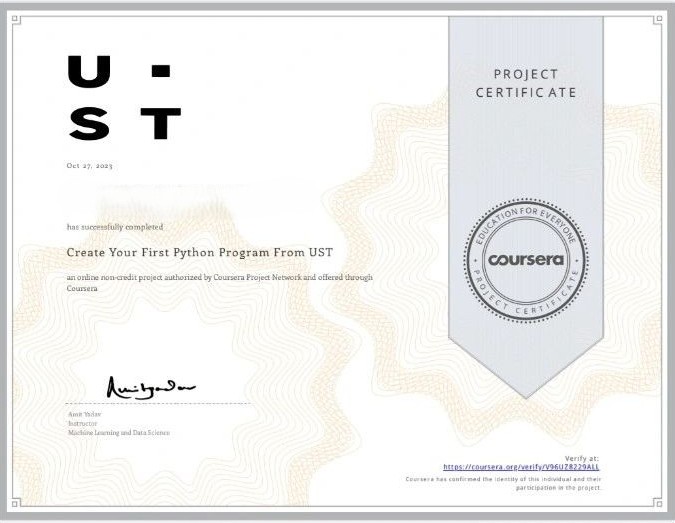 U ·
ST
PROJECT
CERTIFICATE
Oct 27, 2023
has successfully completed
Create Your First Python Program From UST
an online non-credit project authorized by Coursera Project Network and offered through
Coursera
EDUCATION FOR EVERYONE
coursera
PROJECT CERTIFICATE
Amit Yadav
Amit Yadav
Instructor
Machine Learning and Data Science
Verify at:
https://coursera.org/verify/V96UZ8229ALL
Coursera has confirmed the identity of this individual and their
participation in the project.